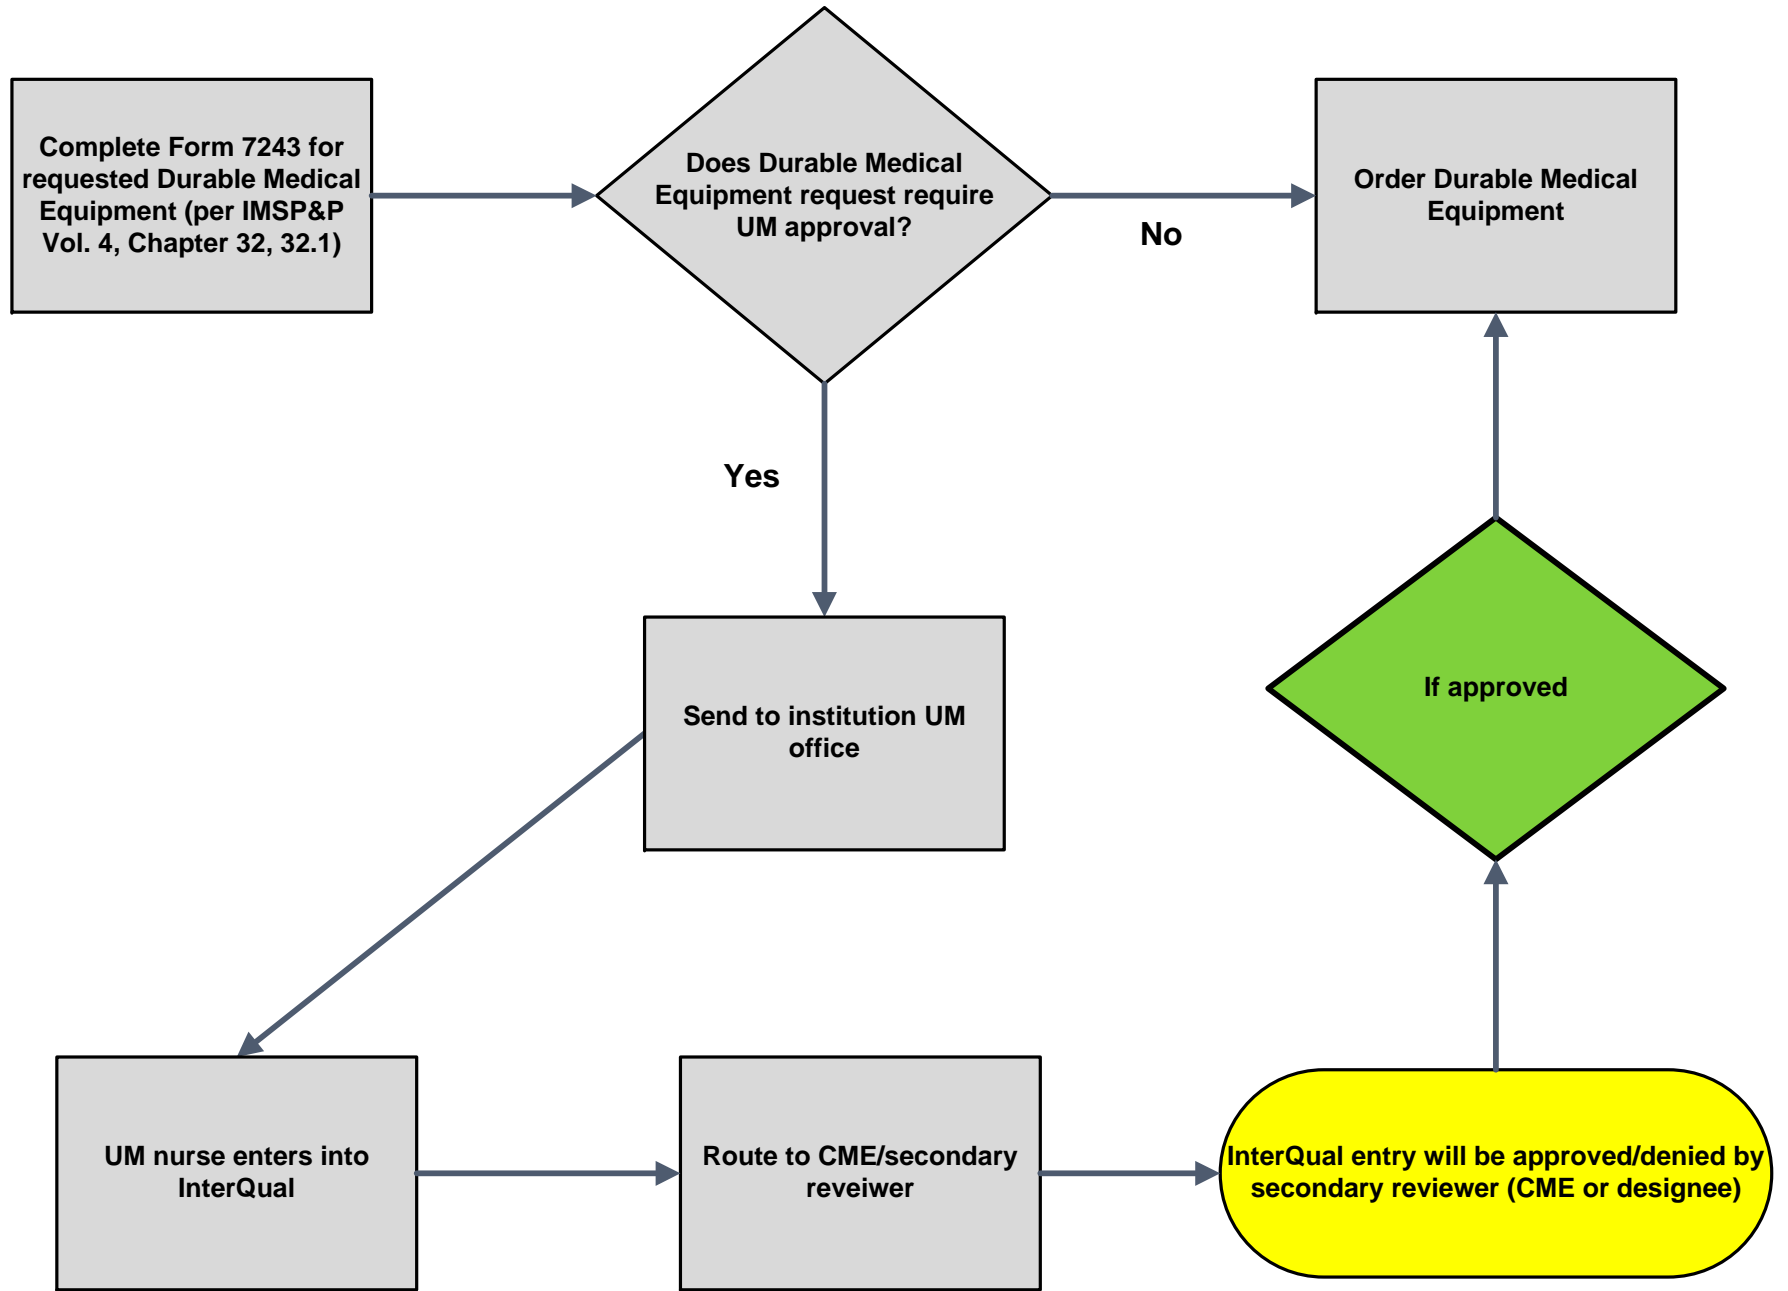 Complete Form 7243 for
requested Durable Medical
Equipment (per IMSP&P
Vol. 4, Chapter 32, 32.1)
Does Durable Medical
Equipment request require
UM approval?
No
Order Durable Medical
Equipment
Yes
Send to institution UM
office
If approved
UM nurse enters into
InterQual
Route to CME/secondary
reveiwer
InterQual entry will be approved/denied by
secondary reviewer (CME or designee)